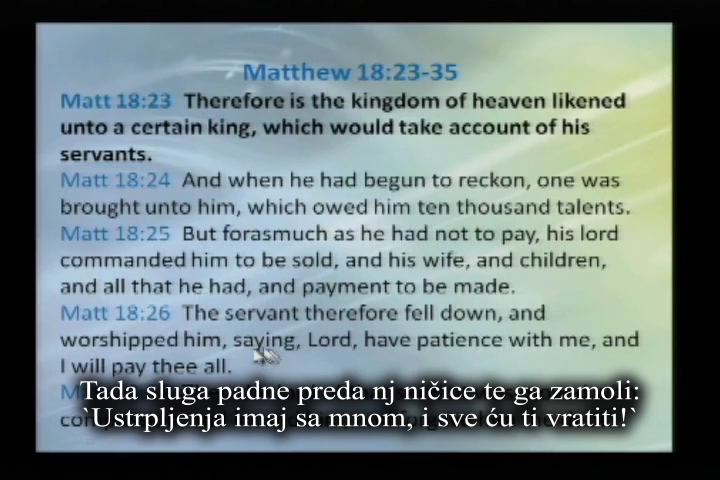 Matthew 18:23-35
Matt 18:23 Therefore is the kingdom of heaven likened
unto a certain king, which would take account of his
servants.
Matt 18:24 And when he had begun to reckon, one was
brought unto him, which owed him ten thousand talents.
Matt 18:25 But forasmuch as he had not to pay, his lord
commanded him to be sold, and his wife, and children,
and all that he had, and payment to be made.
Matt 18:26 The servant therefore fell down, and
worshipped him, saying, Lord, have patience with me, and
I will pay thee all.
Tada sluga padne preda nj ničice te ga zamoli:
`Ustrpljenja imaj sa mnom, i sve ću ti vratiti!`